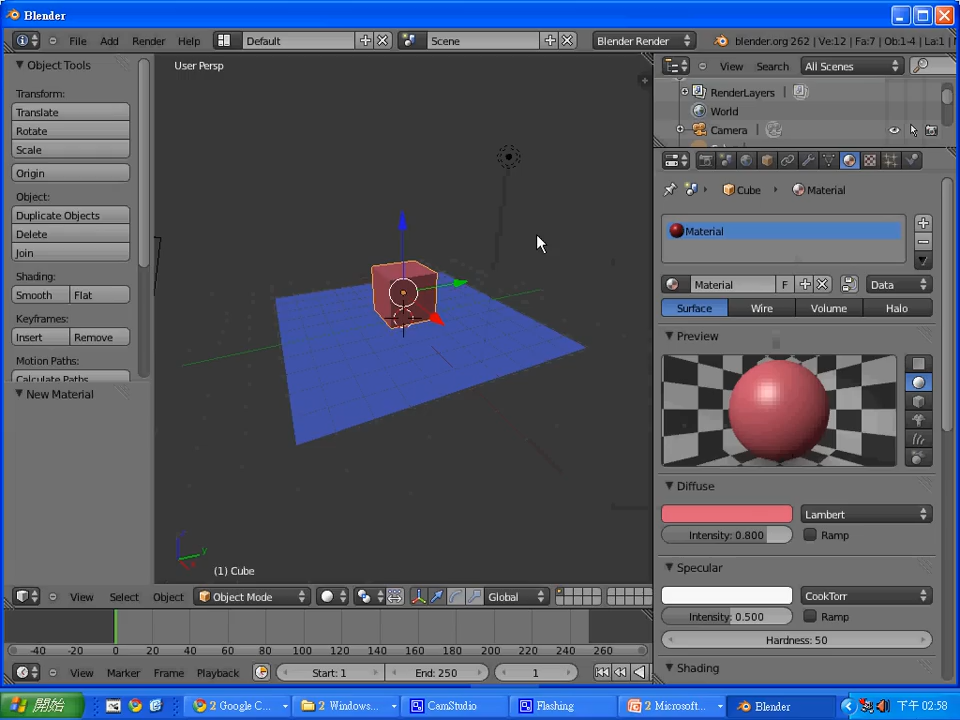 Blender
File Add Render Help Default Scene Blender Render blender.org 262 | Ve:12 | Fa:7 | Ob:1-4 | La:1 |
Object Tools
Transform:
Translate
Rotate
Scale
Origin
Object:
Duplicate Objects
Delete
Join
Shading:
Smooth Flat
Keyframes:
Insert Remove
Motion Paths:
Calculate Paths
New Material
User Persp
y
(1) Cube
View Select Object Object Mode Global
-40 -20 0 20 40 60 80 100 120 140 160 180 200 220 240 260
View Marker Frame Playback Start: 1 End: 250 1
View Search All Scenes
RenderLayers
World
Camera
Cube Material
Material
Material F Data
Surface Wire Volume Halo
Preview
Diffuse
Lambert
Intensity: 0.800 Ramp
Specular
CookTorr
Intensity: 0.500 Ramp
Hardness: 50
Shading
開始 2 Google C... 2 Windows... CamStudio Flashing 2 Microsoft... Blender 下午 02:58